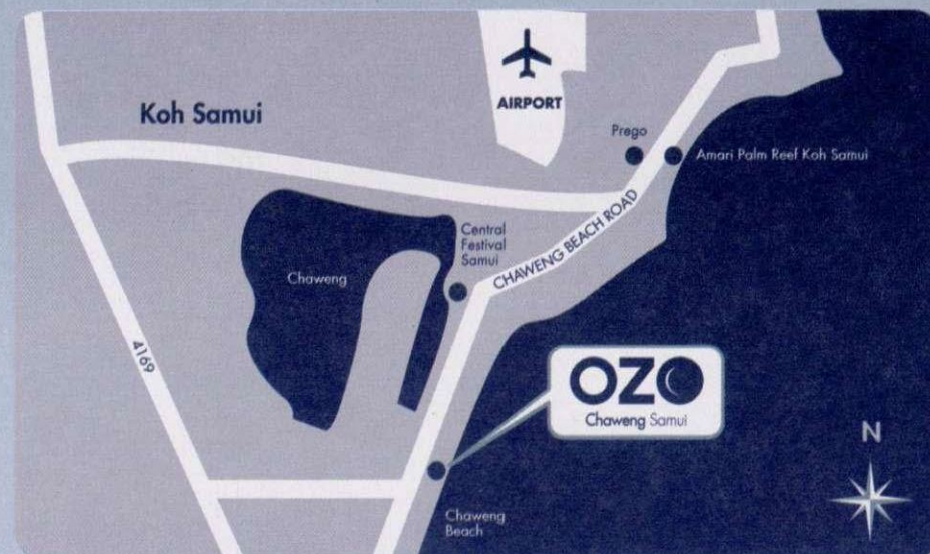 AIRPORT
Koh Samui
Prego
Amari Palm Reef Koh Samui
CHAWENG BEACH ROAD
Central
Festival
Samui
Chaweng
4169
OZO
Chaweng Samui
N
Chaweng
Beach